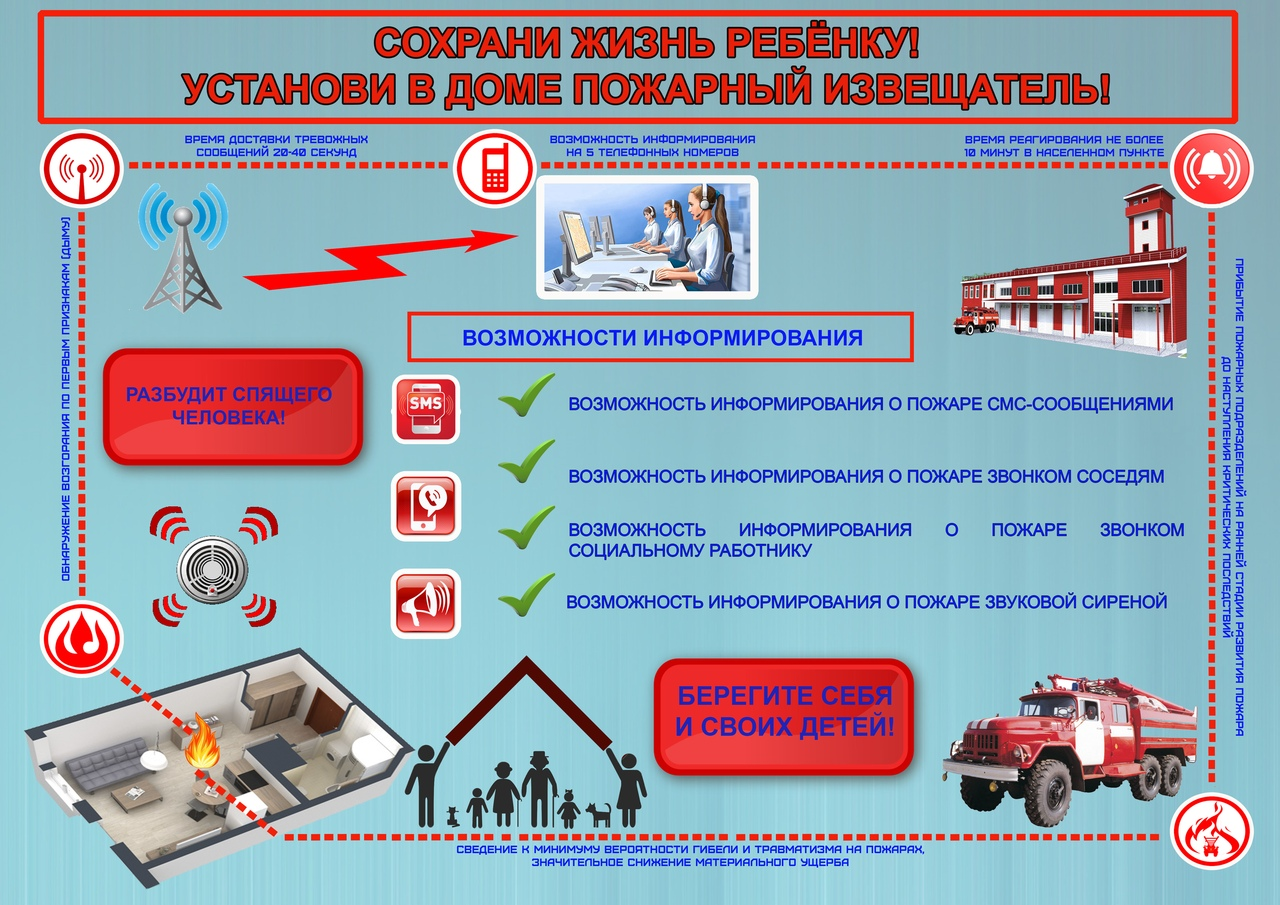 СОХРАНИ ЖИЗНЬ РЕБЁНКУ!
УСТАНОВИ В ДОМЕ ПОЖАРНЫЙ ИЗВЕЩАТЕЛЬ!
ВРЕМЯ ДОСТАВКИ ТРЕВОЖНЫХ
СООБЩЕНИЙ 20-40 СЕКУНД
ВОЗМОЖНОСТЬ ИНФОРМИРОВАНИЯ
НА 5 ТЕЛЕФОННЫХ НОМЕРОВ
ВРЕМЯ РЕАГИРОВАНИЯ НЕ БОЛЕЕ
10 МИНУТ В НАСЕЛЕННОМ ПУНКТЕ
ОБНАРУЖЕНИЕ ВОЗГОРАНИЯ ПО ПЕРВЫМ ПРИЗНАКАМ (ДЫМУ)
ВОЗМОЖНОСТИ ИНФОРМИРОВАНИЯ
РАЗБУДИТ СПЯЩЕГО
ЧЕЛОВЕКА!
SMS
ВОЗМОЖНОСТЬ ИНФОРМИРОВАНИЯ О ПОЖАРЕ СМС-СООБЩЕНИЯМИ
ВОЗМОЖНОСТЬ ИНФОРМИРОВАНИЯ О ПОЖАРЕ ЗВОНКОМ СОСЕДЯМ
ВОЗМОЖНОСТЬ ИНФОРМИРОВАНИЯ О ПОЖАРЕ ЗВОНКОМ
СОЦИАЛЬНОМУ РАБОТНИКУ
ВОЗМОЖНОСТЬ ИНФОРМИРОВАНИЯ О ПОЖАРЕ ЗВУКОВОЙ СИРЕНОЙ
ПРИБЫТИЕ ПОЖАРНЫХ ПОДРАЗДЕЛЕНИЙ НА РАННЕЙ СТАДИИ РАЗВИТИЯ ПОЖАРА
ДО НАСТУПЛЕНИЯ КРИТИЧЕСКИХ ПОСЛЕДСТВИЙ
БЕРЕГИТЕ СЕБЯ
И СВОИХ ДЕТЕЙ!
СВЕДЕНИЕ К МИНИМУМУ ВЕРОЯТНОСТИ ГИБЕЛИ И ТРАВМАТИЗМА НА ПОЖАРАХ,
ЗНАЧИТЕЛЬНОЕ СНИЖЕНИЕ МАТЕРИАЛЬНОГО УЩЕРБА